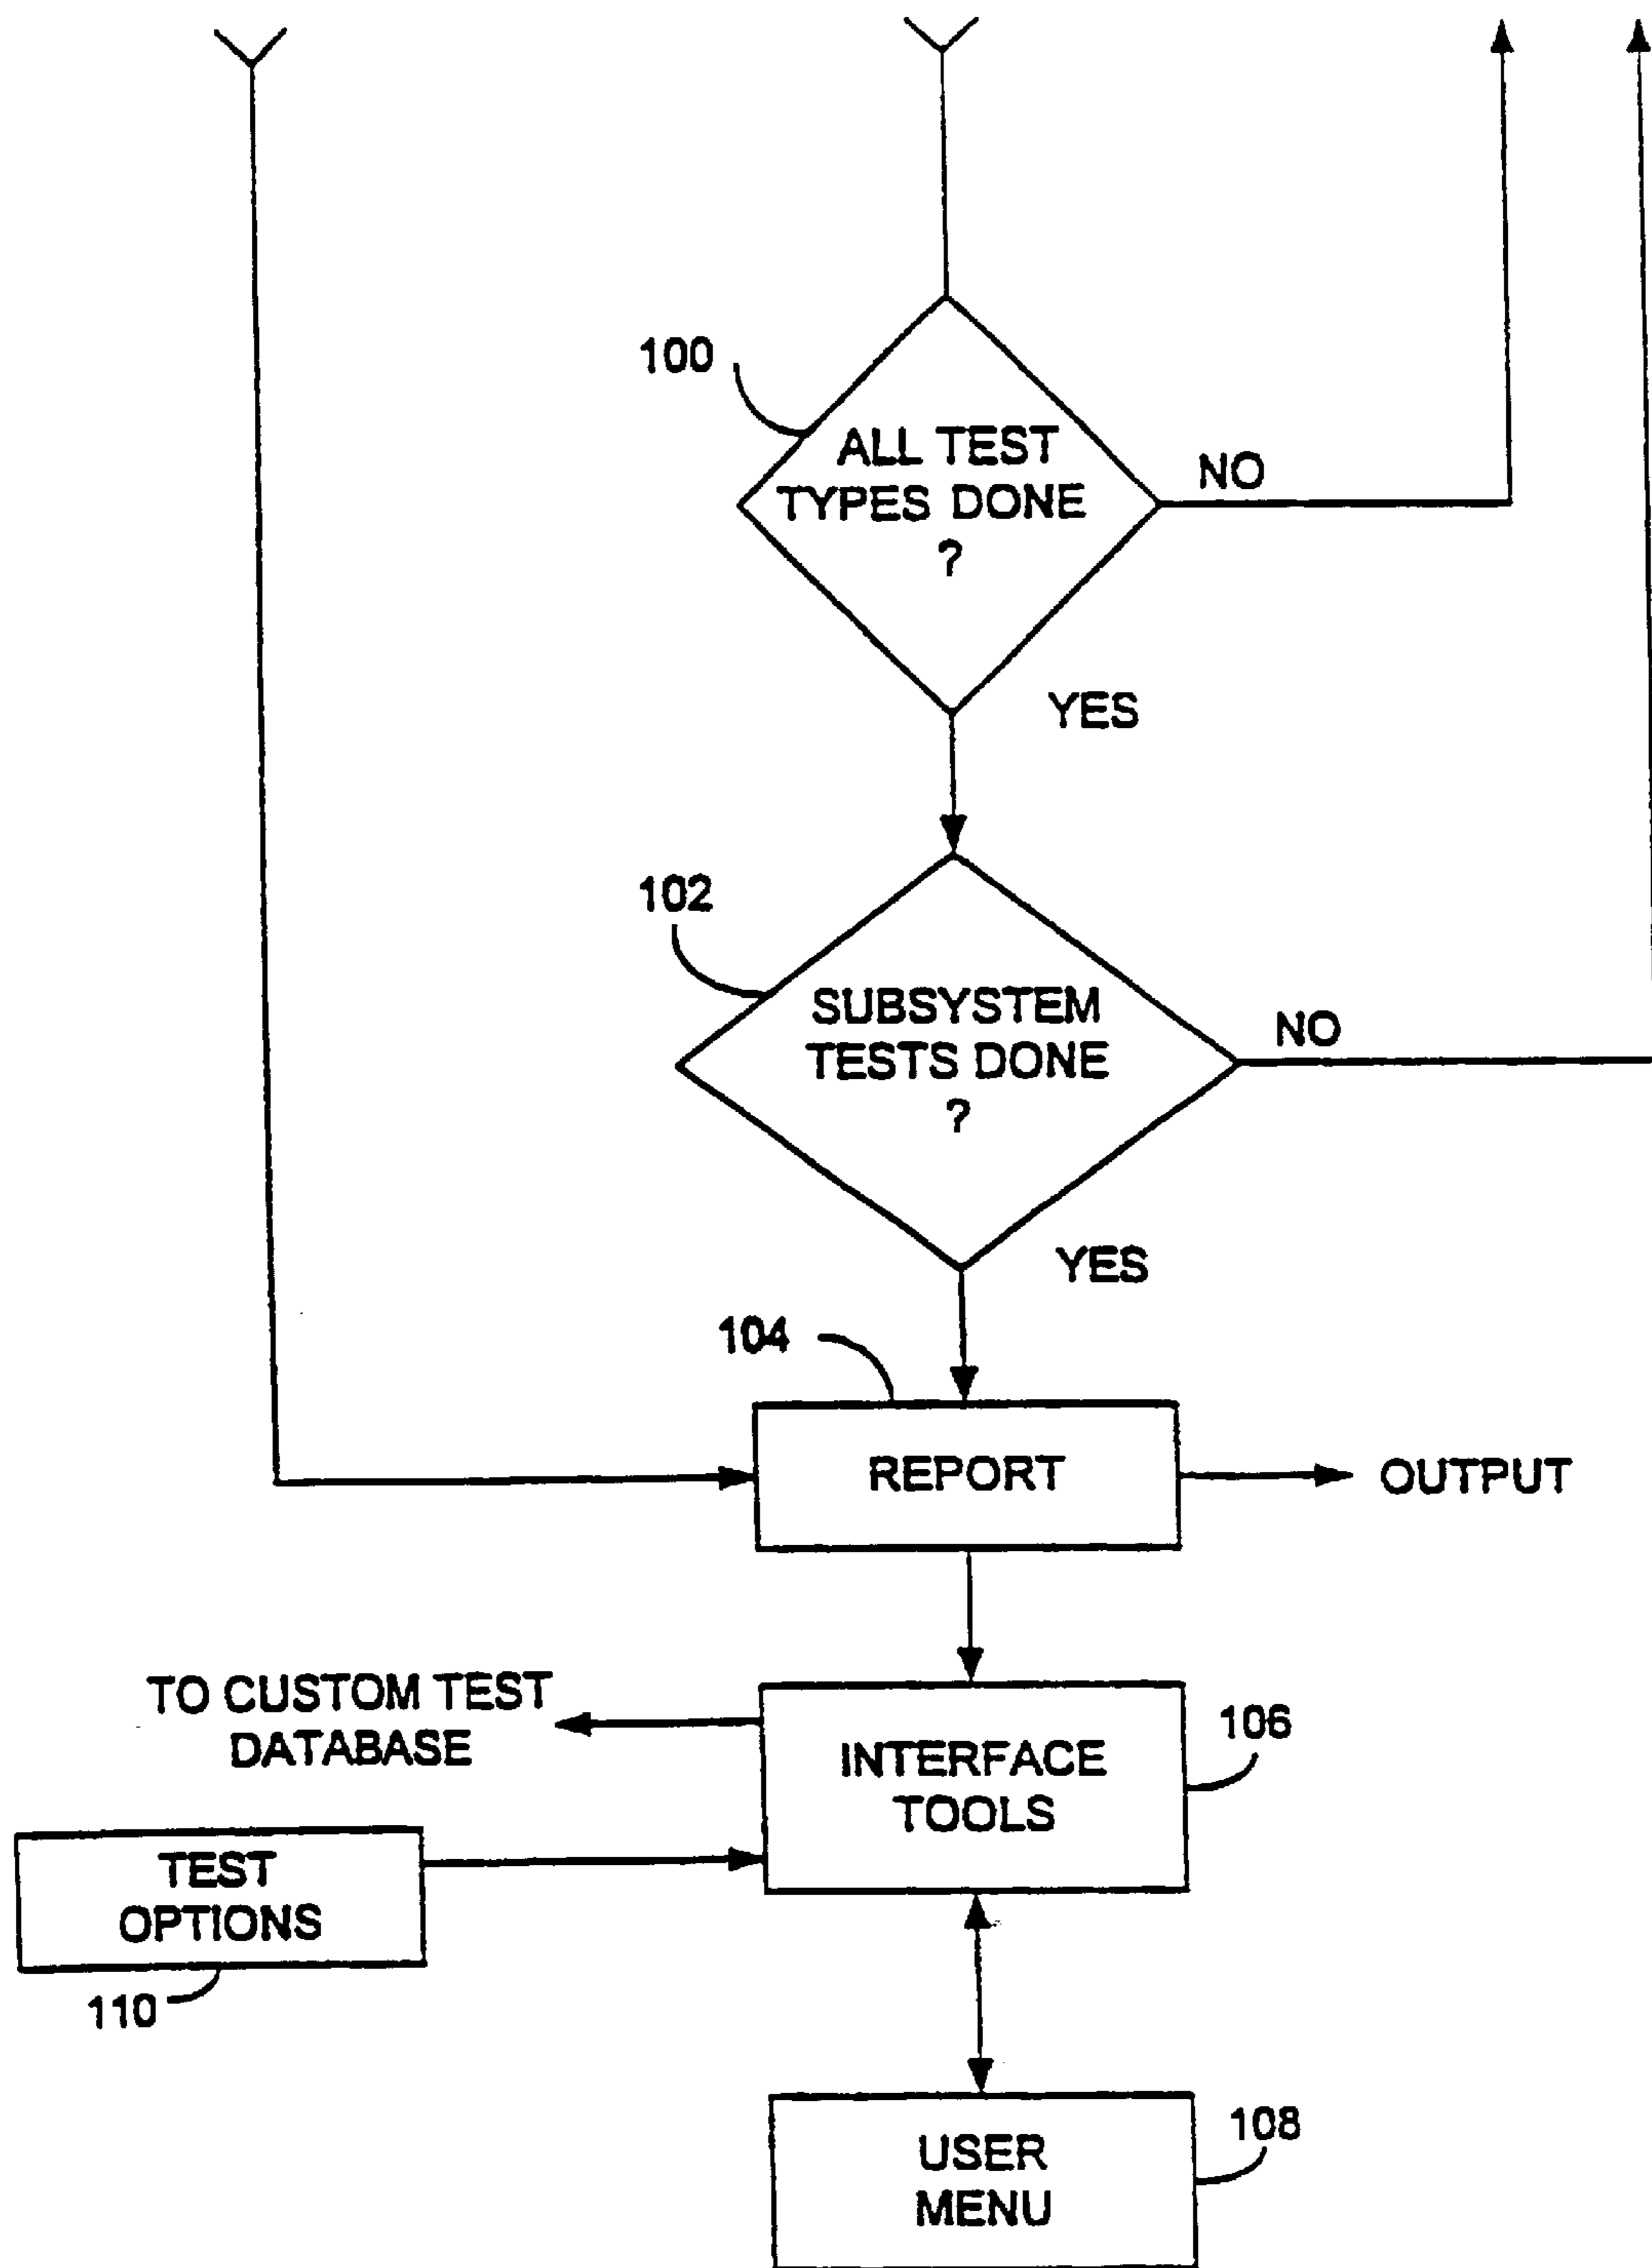 100
ALL TEST
TYPES DONE
?
NO
YES
102
SUBSYSTEM
TESTS DONE
?
NO
YES
104
REPORT
OUTPUT
TO CUSTOM TEST
DATABASE
INTERFACE
TOOLS
106
TEST
OPTIONS
110
USER
MENU
108